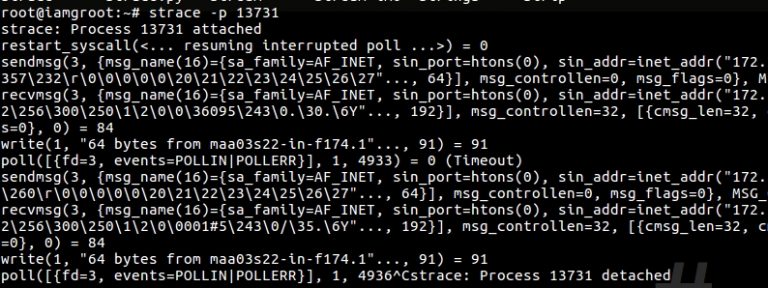 root@iamgroot:~# strace -p 13731
strace: Process 13731 attached
restart_syscall(<... resuming interrupted poll ...>) = 0
sendmsg(3, {msg_name(16)={sa_family=AF_INET, sin_port=htons(0), sin_addr=inet_addr("172.
357\232\r\0\0\0\0\0\20\21\22\23\24\25\26\27"..., 64}], msg_controllen=0, msg_flags=0}, M
recvmsg(3, {msg_name(16)={sa_family=AF_INET, sin_port=htons(0), sin_addr=inet_addr("172.
2\256\300\250\1\2\0\0\36095\243\0.\30.\6Y"..., 192}], msg_controllen=32, [{cmsg_len=32,
s=0}, 0) = 84
write(1, "64 bytes from maa03s22-in-f174.1"..., 91) = 91
poll([{fd=3, events=POLLIN|POLLERR}], 1, 4933) = 0 (Timeout)
sendmsg(3, {msg_name(16)={sa_family=AF_INET, sin_port=htons(0), sin_addr=inet_addr("172.
\260\r\0\0\0\0\0\20\21\22\23\24\25\26\27"..., 64}], msg_controllen=0, msg_flags=0}, MSG_
recvmsg(3, {msg_name(16)={sa_family=AF_INET, sin_port=htons(0), sin_addr=inet_addr("172.
2\256\300\250\1\2\0\0001#5\243\0/\35.\6Y"..., 192}], msg_controllen=32, [{cmsg_len=32, c
=0}, 0) = 84
write(1, "64 bytes from maa03s22-in-f174.1"..., 91) = 91
poll([{fd=3, events=POLLIN|POLLERR}], 1, 4936^Cstrace: Process 13731 detached